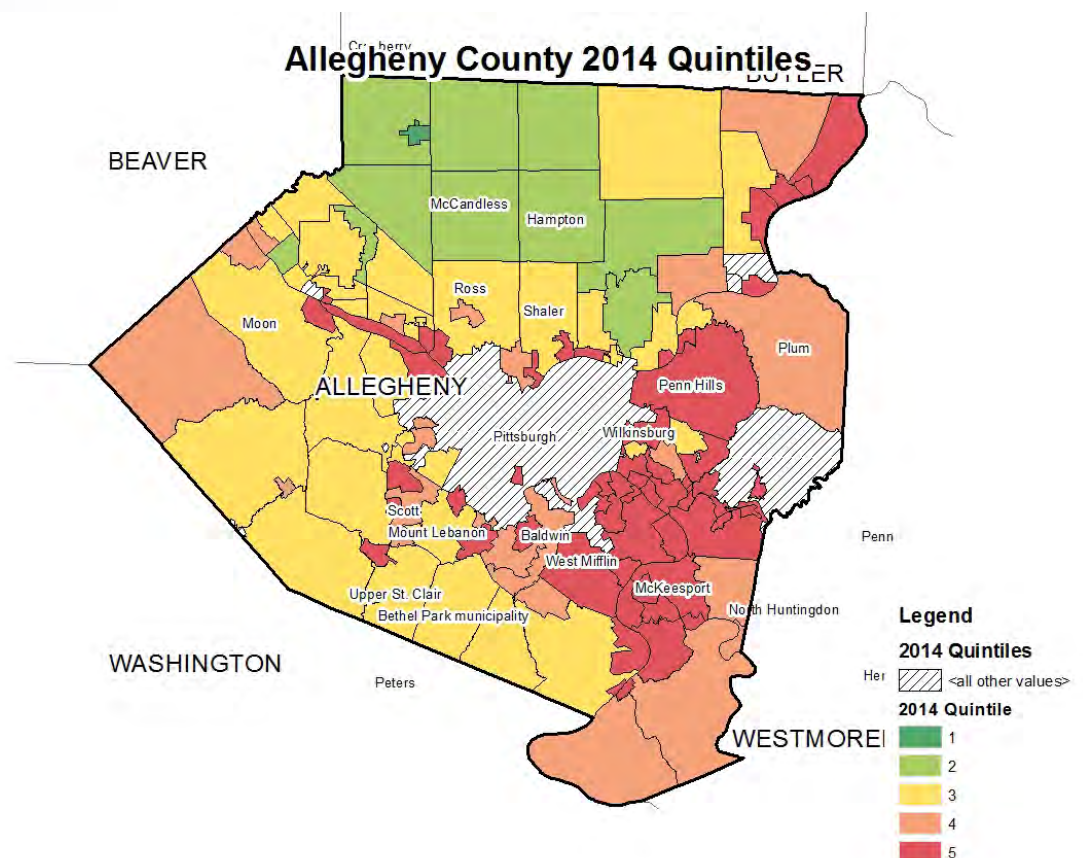 Allegheny County 2014 Quintiles
BUTLER
BEAVER
McCandless
Hampton
Ross
Shaler
Moon
Plum
ALLEGHENY
Penn Hills
Pittsburgh
Wilkinsburg
Scott
Mount Lebanon
Baldwin
West Mifflin
Penn
Upper St. Clair
McKeesport
Bethel Park municipality
North Huntingdon
WASHINGTON
Peters
Her
WESTMOREI
Legend
2014 Quintiles
<all other values>
2014 Quintile
1
2
3
4
5